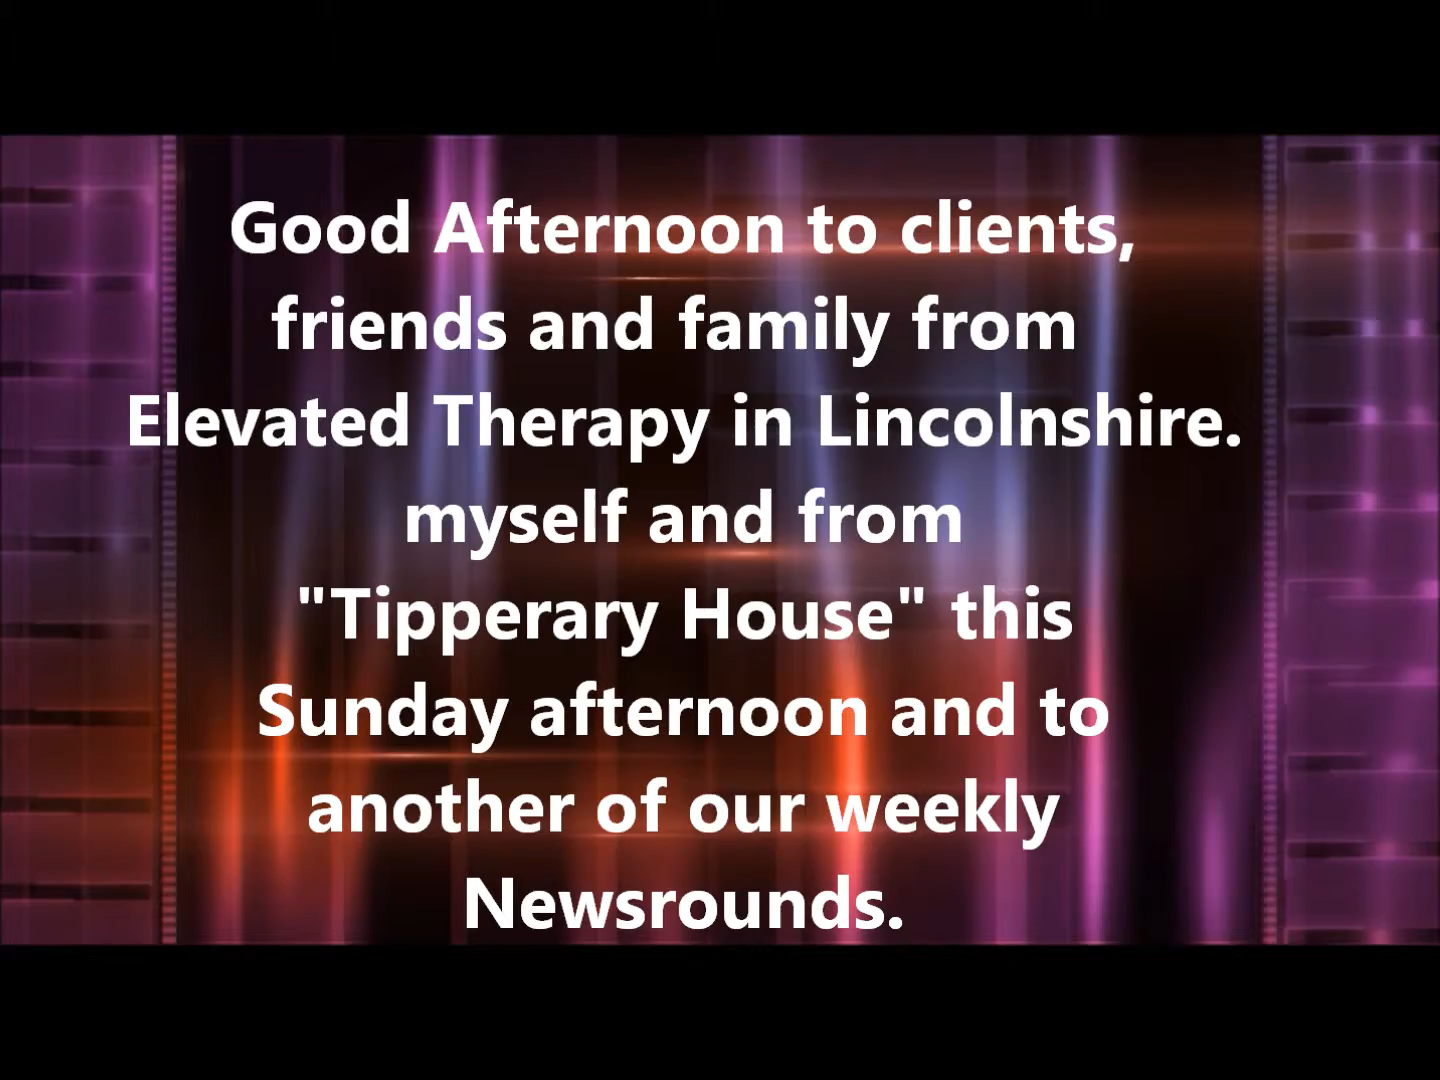 Good Afternoon to clients,
friends and family from
Elevated Therapy in Lincolnshire.
myself and from
"Tipperary House" this
Sunday afternoon and to
another of our weekly
Newsrounds.